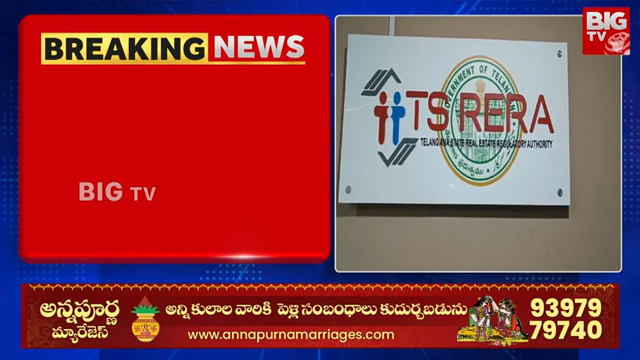 BREAKING NEWS
BIG TV
BIG TV
TS RERA
TELANGANA STATE REAL ESTATE REGULATORY AUTHORITY
GOVERNMENT OF TELANGANA
అన్నపూర్ణ
మ్యారేజెస్
అన్ని కులాల వారికి పెళ్లి సంబంధాలు కుదుర్చబడును
www.annapurnamarriages.com
93979
79740